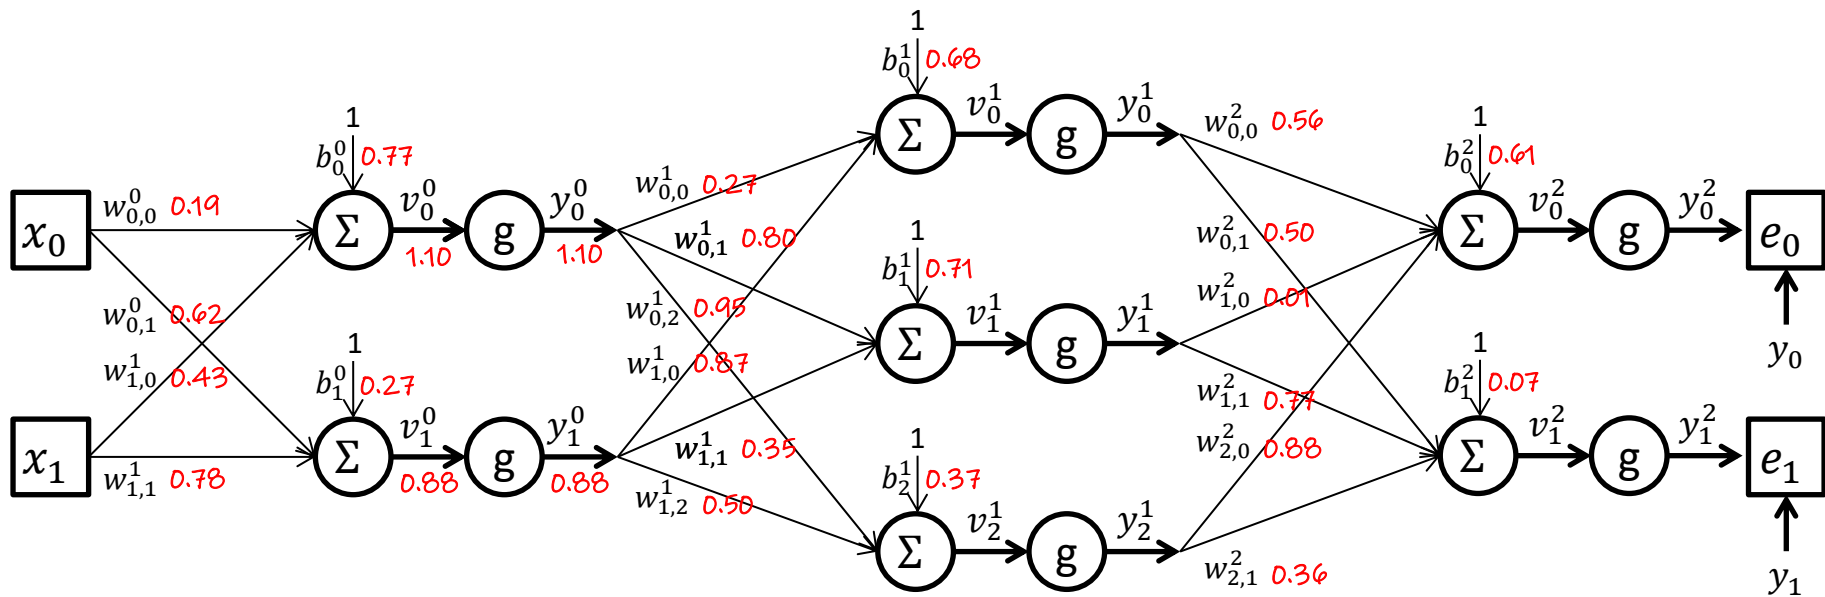 x_0
x_1
w_{0,0}^0 0.19
w_{0,1}^0 0.62
w_{1,0}^1 0.43
w_{1,1}^1 0.78
1
b_0^0 0.77
Σ
v_0^0
1.10
g
y_0^0
1.10
1
b_1^0 0.27
Σ
v_1^0
0.88
g
y_1^0
0.88
w_{0,0}^1 0.27
w_{0,1}^1 0.80
w_{0,2}^1 0.95
w_{1,0}^1 0.87
w_{1,1}^1 0.35
w_{1,2}^1 0.50
1
b_0^1 0.68
Σ
v_0^1
g
y_0^1
1
b_1^1 0.71
Σ
v_1^1
g
y_1^1
1
b_2^1 0.37
Σ
v_2^1
g
y_2^1
w_{0,0}^2 0.56
w_{0,1}^2 0.50
w_{1,0}^2 0.01
w_{1,1}^2 0.77
w_{2,0}^2 0.88
w_{2,1}^2 0.36
1
b_0^2 0.61
Σ
v_0^2
g
y_0^2
e_0
y_0
1
b_1^2 0.07
Σ
v_1^2
g
y_1^2
e_1
y_1